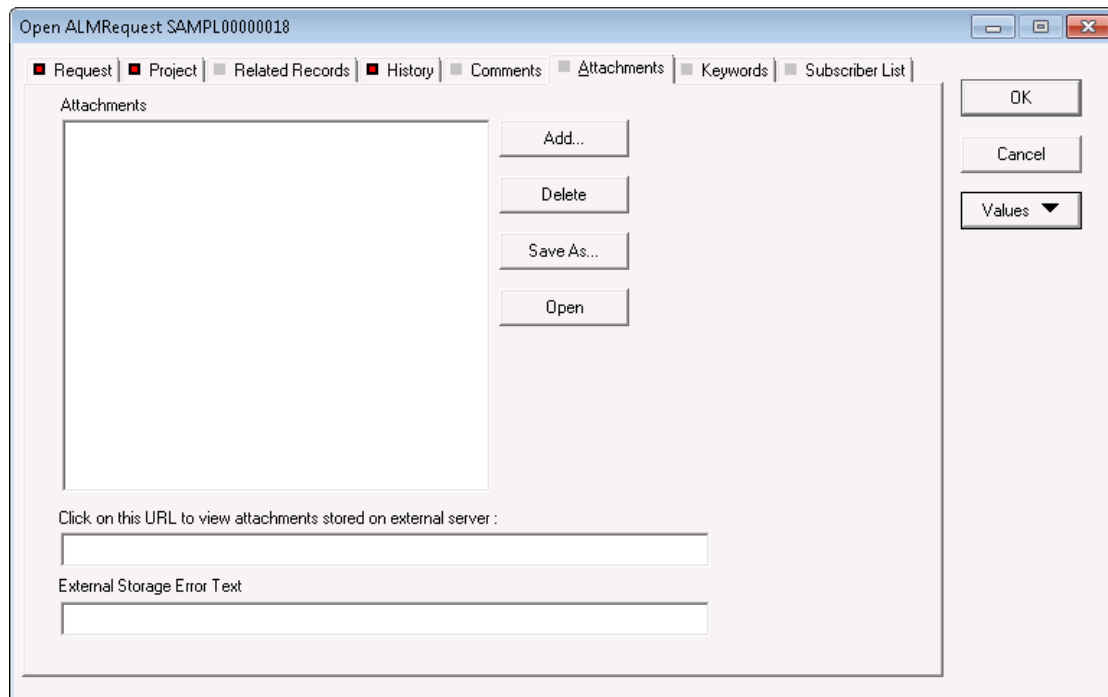 Open ALMRequest SAMPL00000018
Request Project Related Records History Comments Attachments Keywords Subscriber List
OK
Attachments
Add...
Cancel
Delete
Values
Save As...
Open
Click on this URL to view attachments stored on external server :
External Storage Error Text